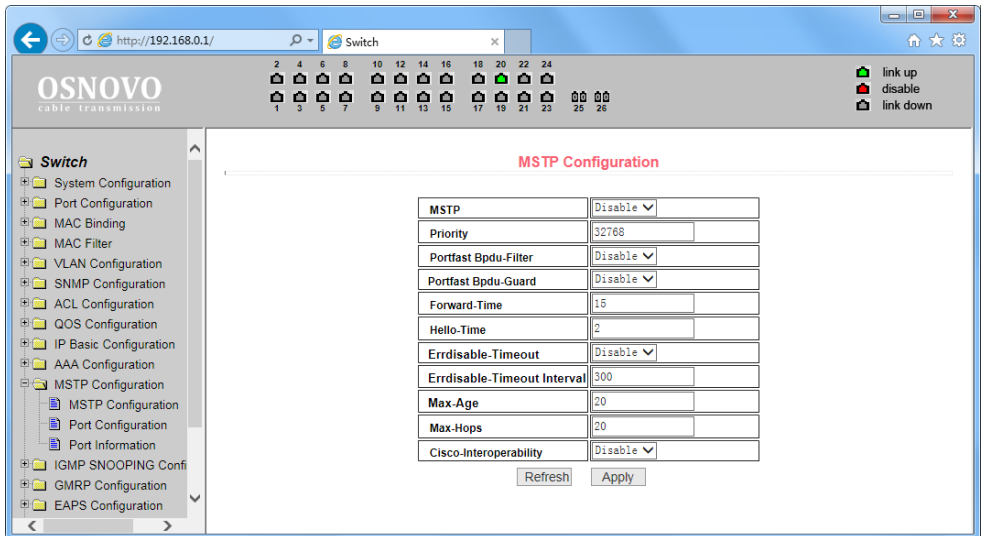 http://192.168.0.1/
Switch
OSNOVO
cable transmission
2 4 6 8 10 12 14 16 18 20 22 24
1 3 5 7 9 11 13 15 17 19 21 23 25 26
link up
disable
link down
Switch
System Configuration
Port Configuration
MAC Binding
MAC Filter
VLAN Configuration
SNMP Configuration
ACL Configuration
QOS Configuration
IP Basic Configuration
AAA Configuration
MSTP Configuration
MSTP Configuration
Port Configuration
Port Information
IGMP SNOOPING Confi
GMRP Configuration
EAPS Configuration
MSTP Configuration
MSTP Disable
Priority 32768
Portfast Bpdu-Filter Disable
Portfast Bpdu-Guard Disable
Forward-Time 15
Hello-Time 2
Errdisable-Timeout Disable
Errdisable-Timeout Interval 300
Max-Age 20
Max-Hops 20
Cisco-Interoperability Disable
Refresh Apply